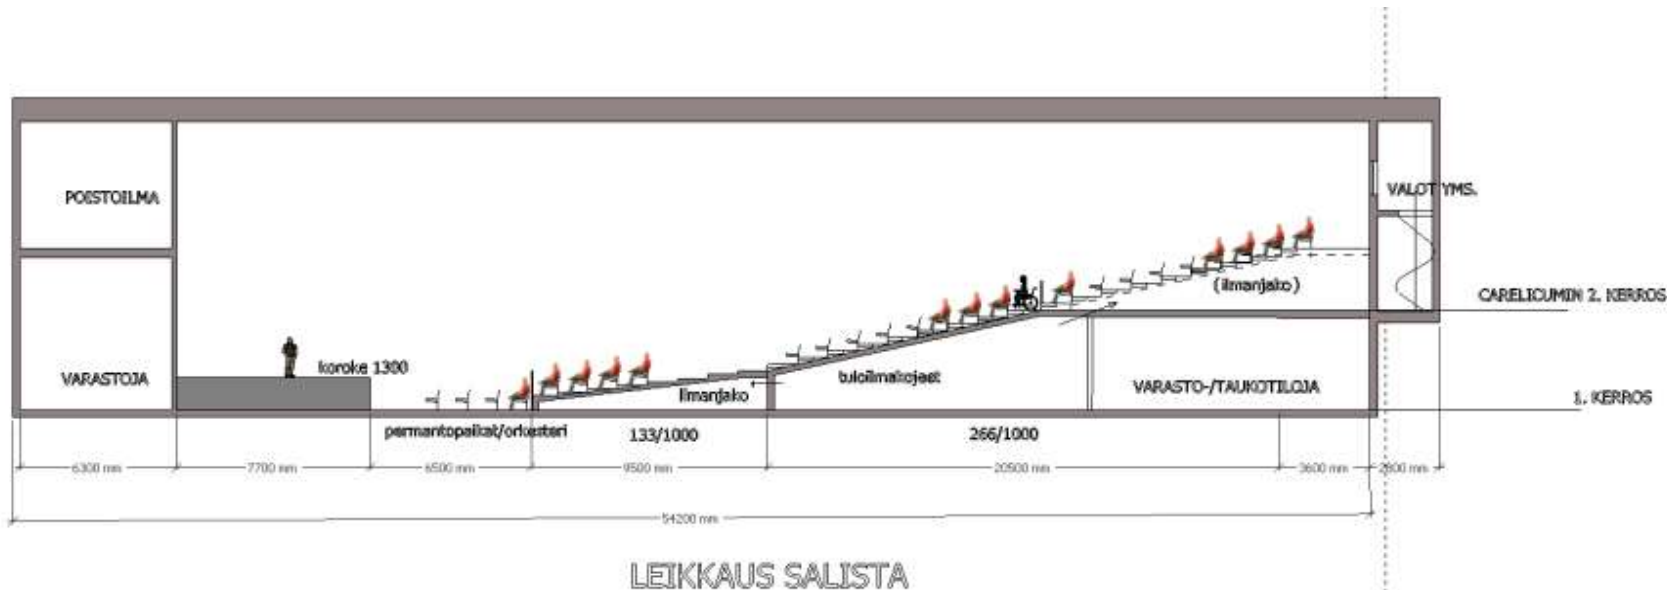 POISTOILMA
VALOT YMS.
(ilmanjako)
CARELICUMIN 2. KERROS
koroke 1300
VARASTOJA
tuloilmakojeet
VARASTO-/TAUKOTILOJA
ilmanjako
1. KERROS
permantopaikat/orkesteri
133/1000
266/1000
6300 mm
7700 mm
6500 mm
9500 mm
20500 mm
3600 mm
2800 mm
54200 mm
LEIKKAUS SALISTA